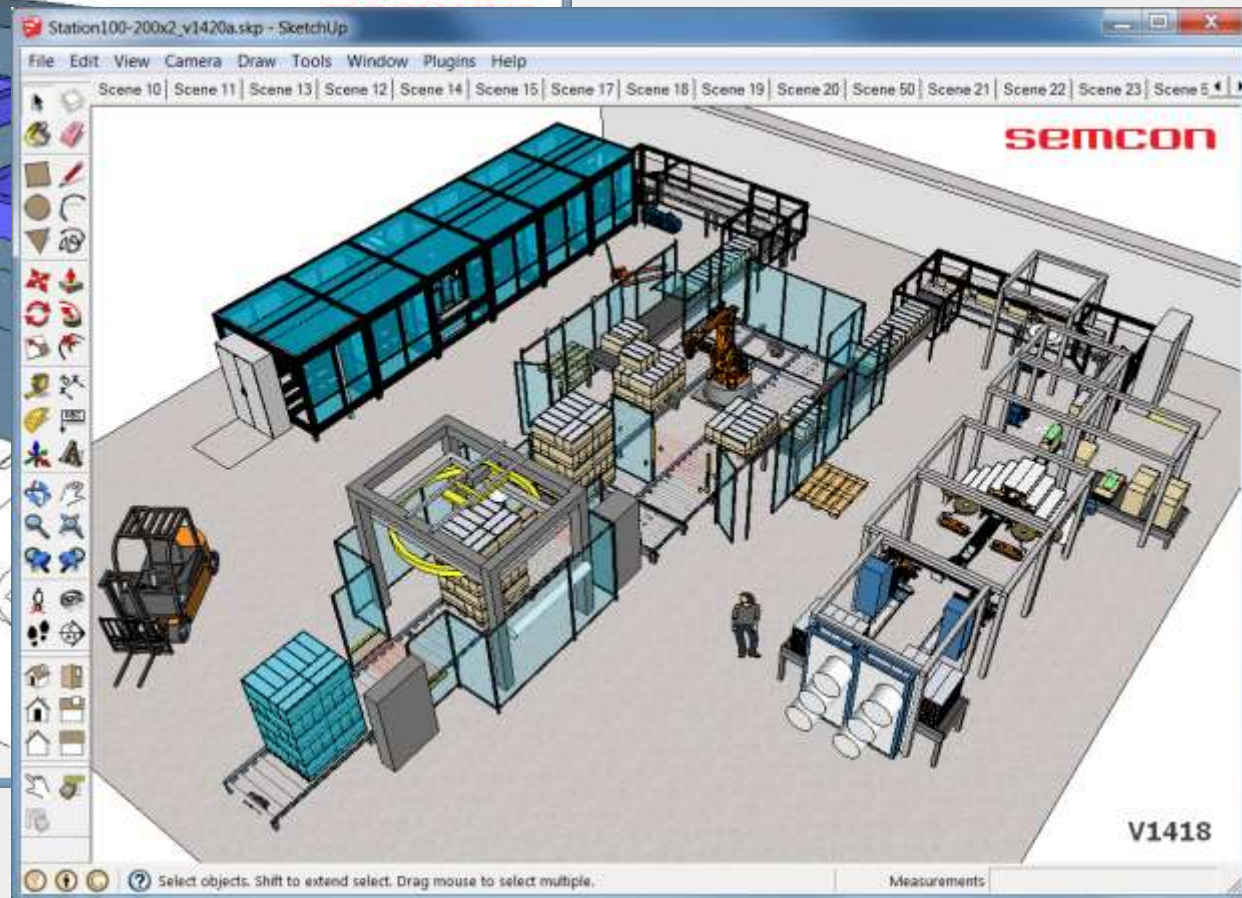 Station100-200x2_v1420a.skp - SketchUp
File Edit View Camera Draw Tools Window Plugins Help
Scene 10 Scene 11 Scene 13 Scene 12 Scene 14 Scene 15 Scene 17 Scene 18 Scene 19 Scene 20 Scene 50 Scene 21 Scene 22 Scene 23 Scene
semcon
V1418
Select objects. Shift to extend select. Drag mouse to select multiple.
Measurements